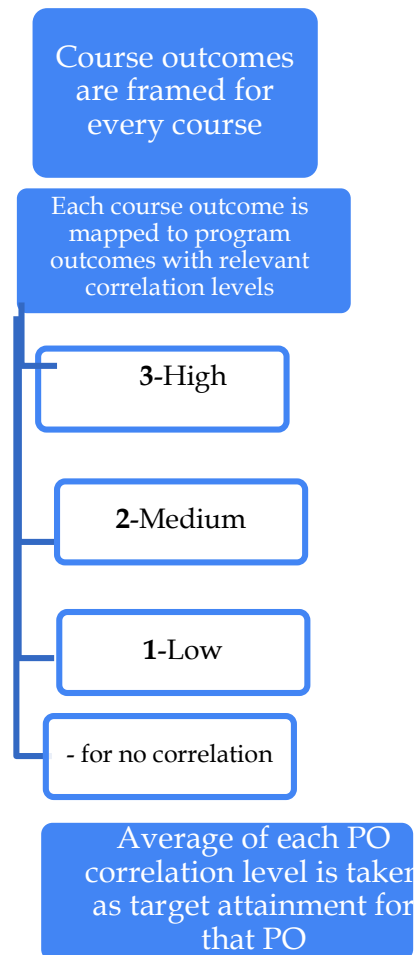 Course outcomes
are framed for
every course
Each course outcome is
mapped to program
outcomes with relevant
correlation levels
3-High
2-Medium
1-Low
- for no correlation
Average of each PO
correlation level is taken
as target attainment for
that PO